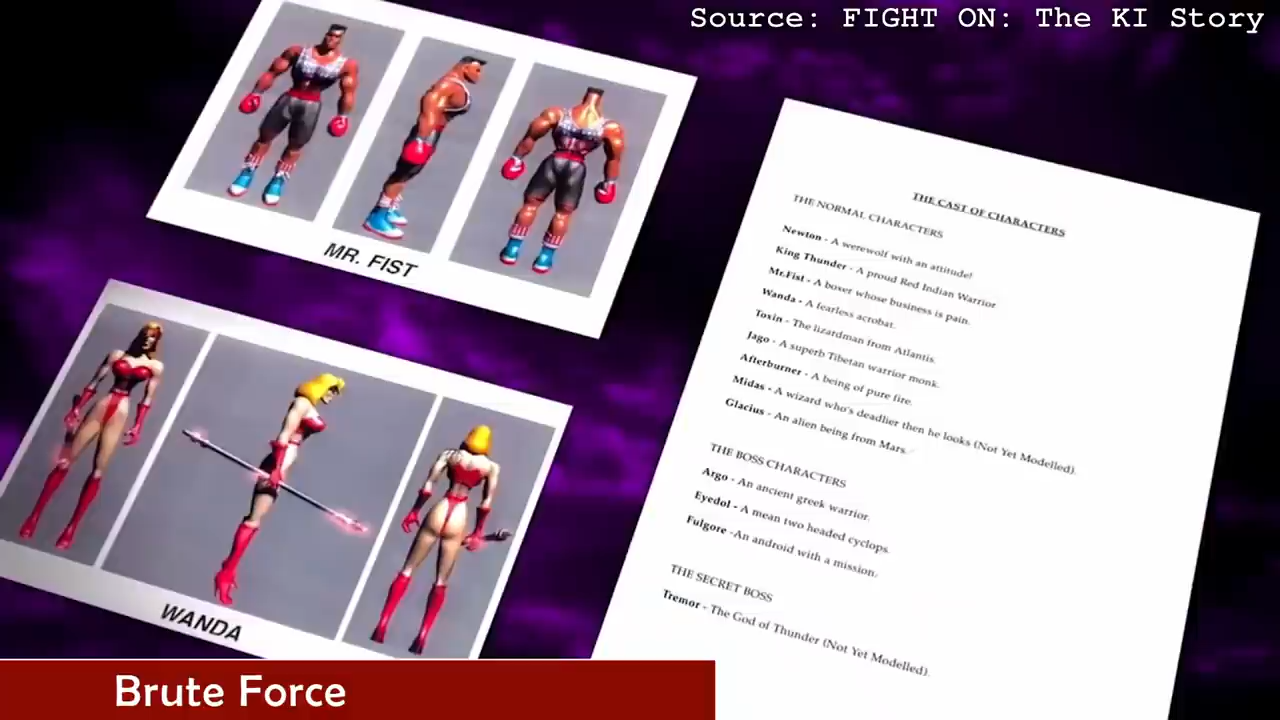 Source: FIGHT ON: The KI Story
MR. FIST
WANDA
THE CAST OF CHARACTERS
THE NORMAL CHARACTERS
Newton - A werewolf with an attitude!
King Thunder - A proud Red Indian Warrior
Mr.Fist - A boxer whose business is pain.
Wanda - A fearless acrobat.
Toxin - The lizardman from Atlantis.
Jago - A superb Tibetan warrior monk.
Afterburner - A being of pure fire.
Midas - A wizard who's deadlier then he looks (Not Yet Modelled).
Glacius - An alien being from Mars.
THE BOSS CHARACTERS
Argo - An ancient greek warrior.
Eyedol - A mean two headed cyclops.
Fulgore -An android with a mission.
THE SECRET BOSS
Tremor - The God of Thunder (Not Yet Modelled).
Brute Force